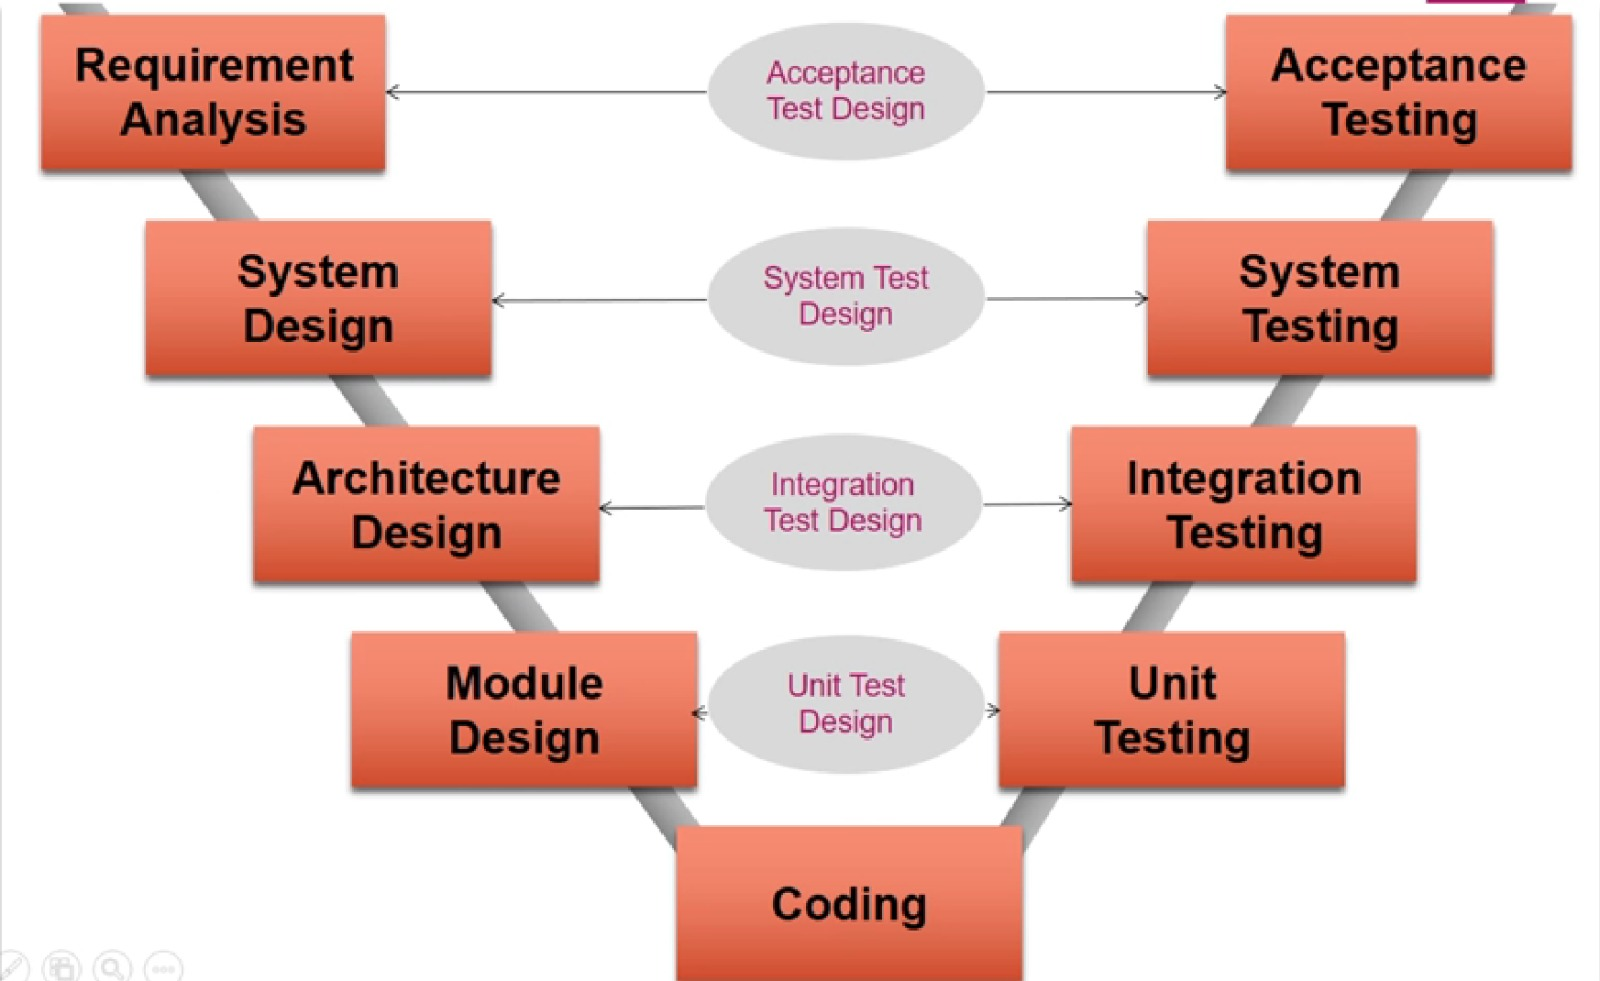 Requirement
Analysis
Acceptance
Test Design
Acceptance
Testing
System
Design
System Test
Design
System
Testing
Architecture
Design
Integration
Test Design
Integration
Testing
Module
Design
Unit Test
Design
Unit
Testing
Coding